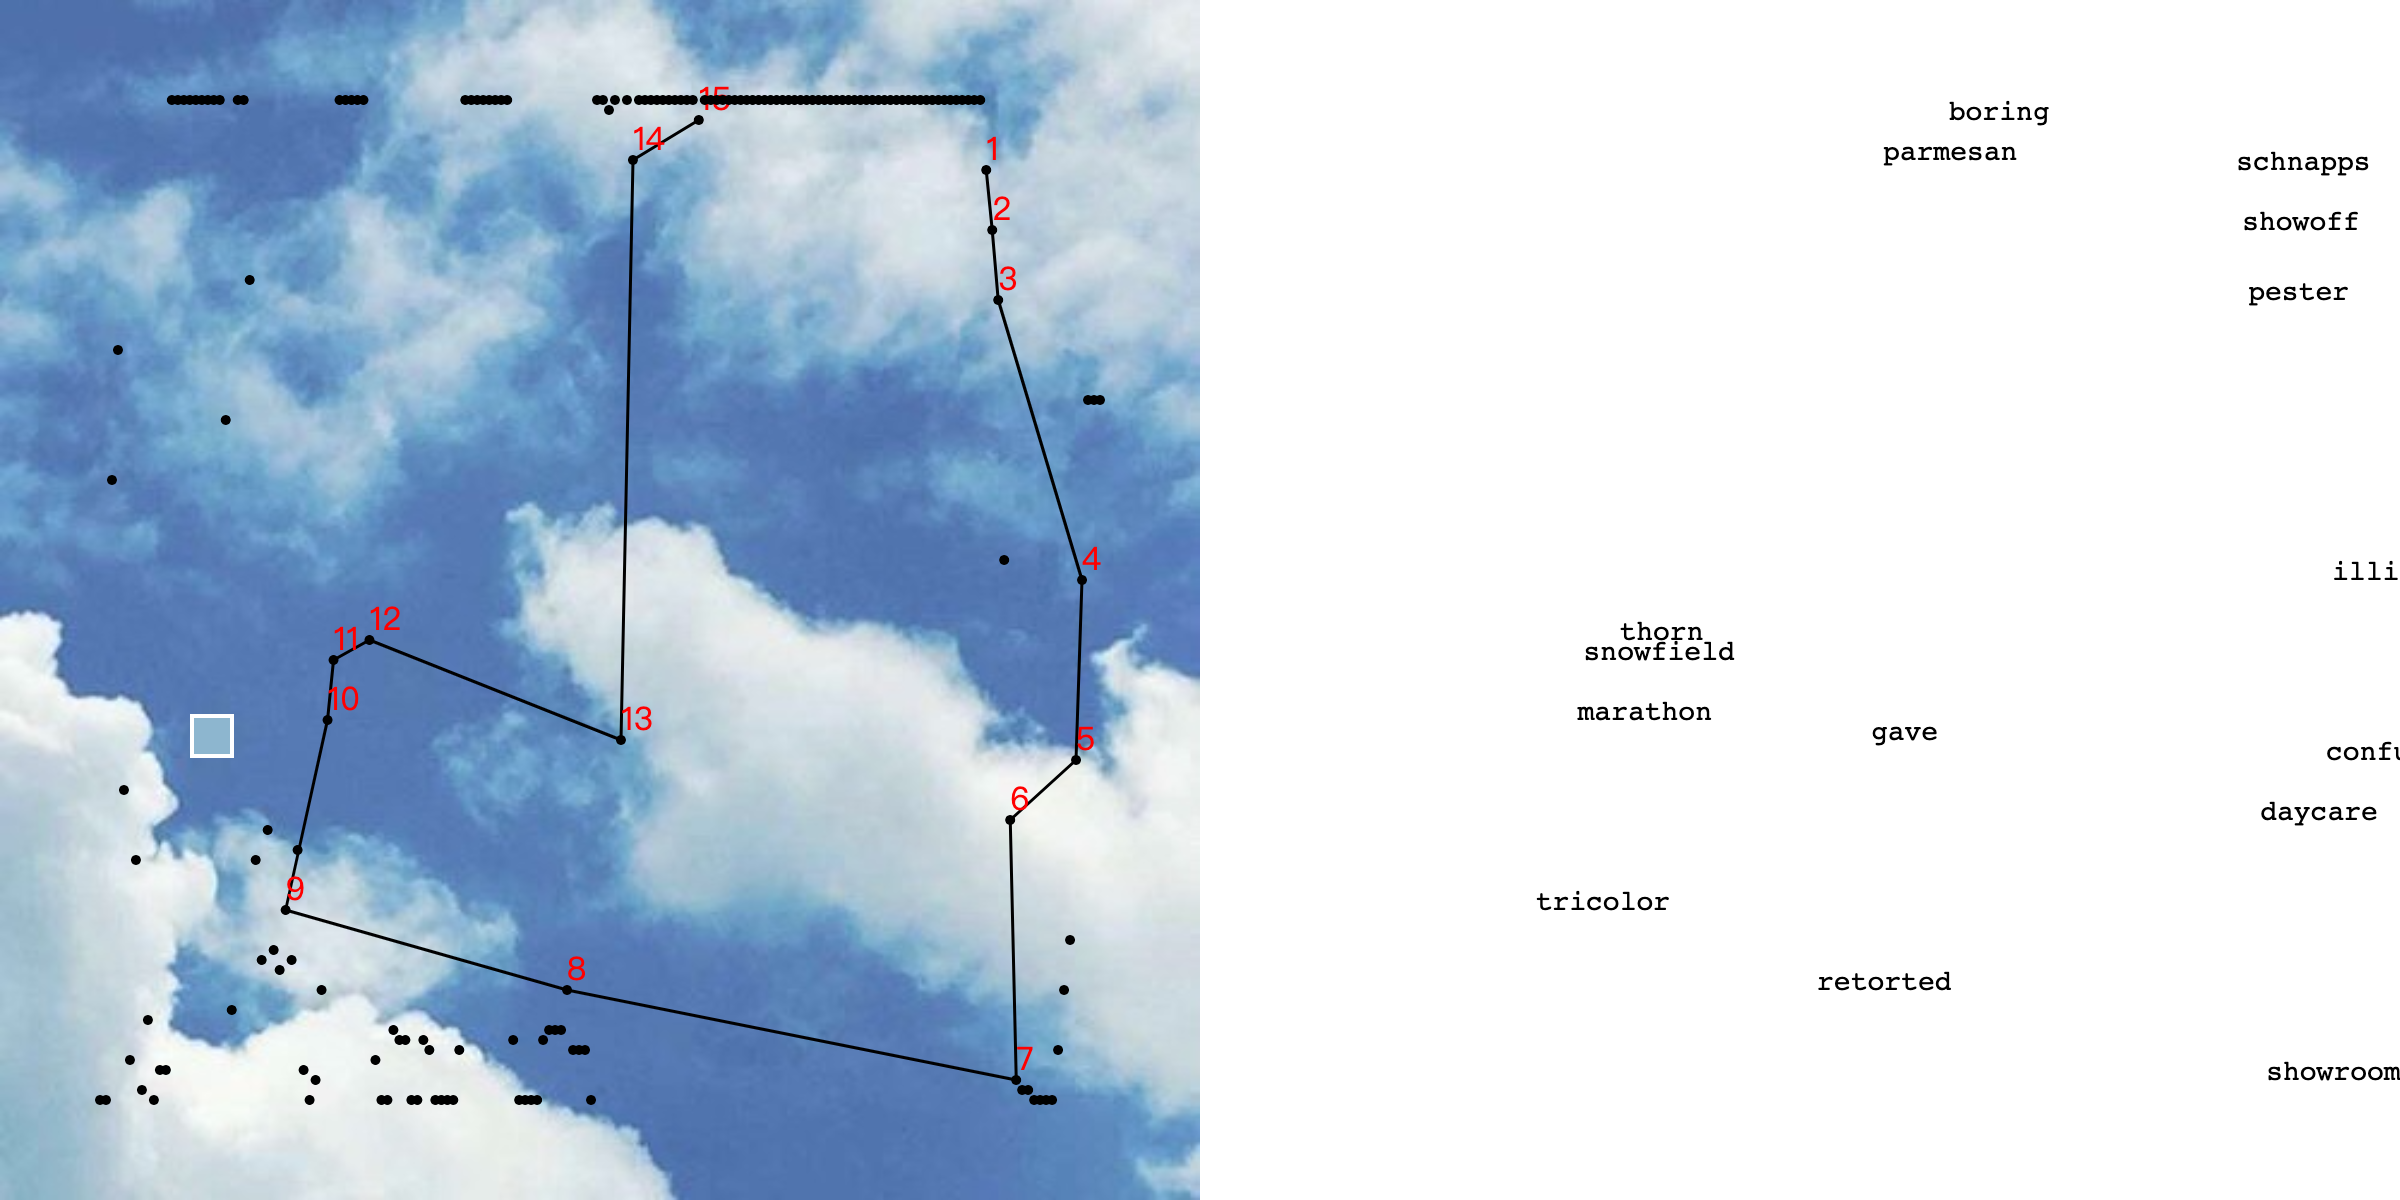 15
14
1
2
3
4
12
11
10
13
5
6
9
8
7
boring
parmesan
schnapps
showoff
pester
illi
thorn
snowfield
marathon
gave
confu
daycare
tricolor
retorted
showroom